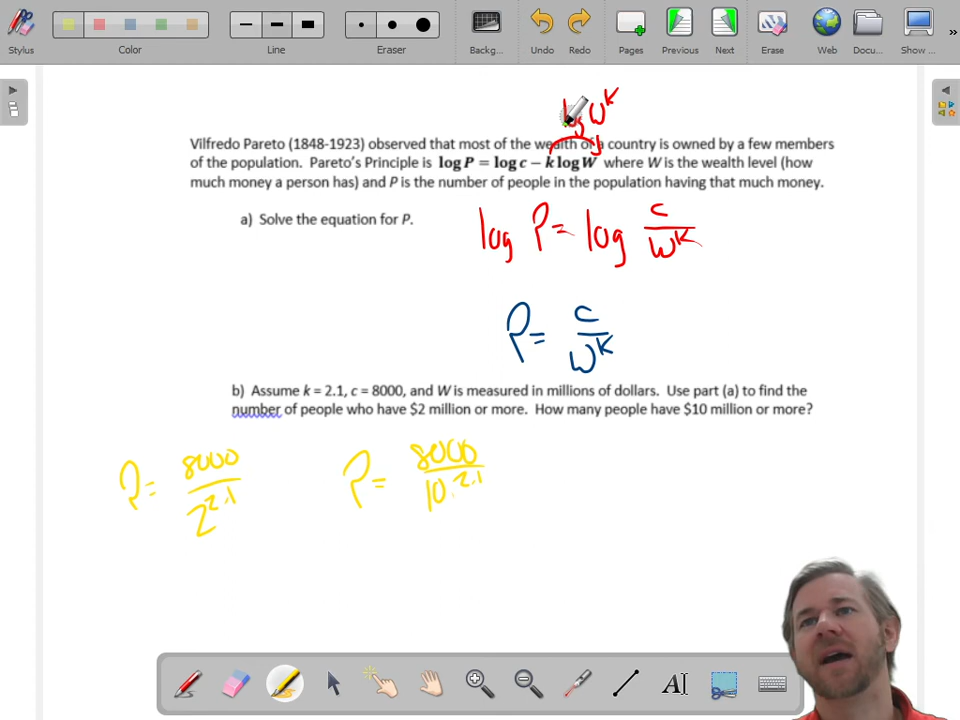 Stylus Color Line Eraser Backg... Undo Redo Pages Previous Next Erase Web Docu... Show ... »
log W^k
Vilfredo Pareto (1848-1923) observed that most of the wealth of a country is owned by a few members
of the population. Pareto's Principle is log P = log c − k log W where W is the wealth level (how
much money a person has) and P is the number of people in the population having that much money.
a) Solve the equation for P.
log P = log c/W^k
P = c/W^k
b) Assume k = 2.1, c = 8000, and W is measured in millions of dollars. Use part (a) to find the
number of people who have $2 million or more. How many people have $10 million or more?
P = 8000/2^2.1 P = 8000/10^2.1
A